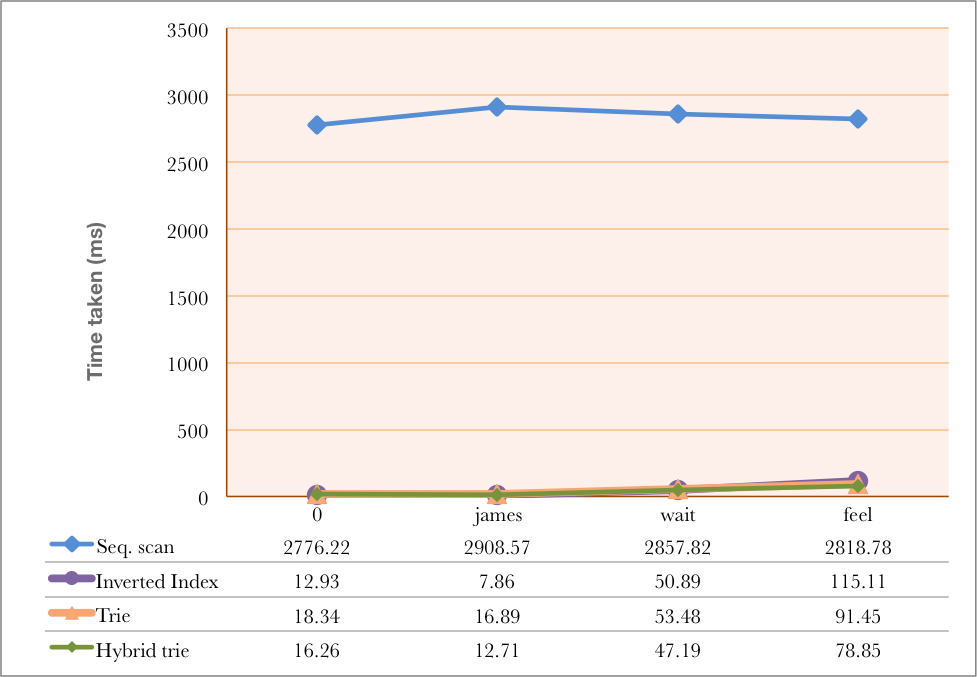 3500
3000
2500
2000
1500
1000
500
0
Time taken (ms)
0 james wait feel
Seq. scan 2776.22 2908.57 2857.82 2818.78
Inverted Index 12.93 7.86 50.89 115.11
Trie 18.34 16.89 53.48 91.45
Hybrid trie 16.26 12.71 47.19 78.85